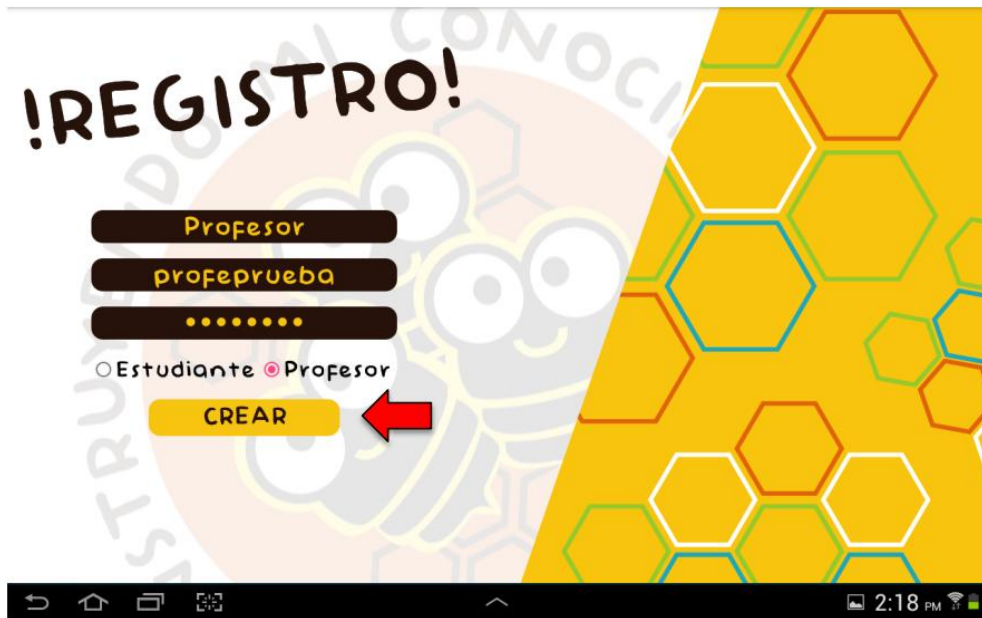 !REGISTRO!
Profesor
profeprueba
••••••••
Estudiante Profesor
CREAR
2:18 PM